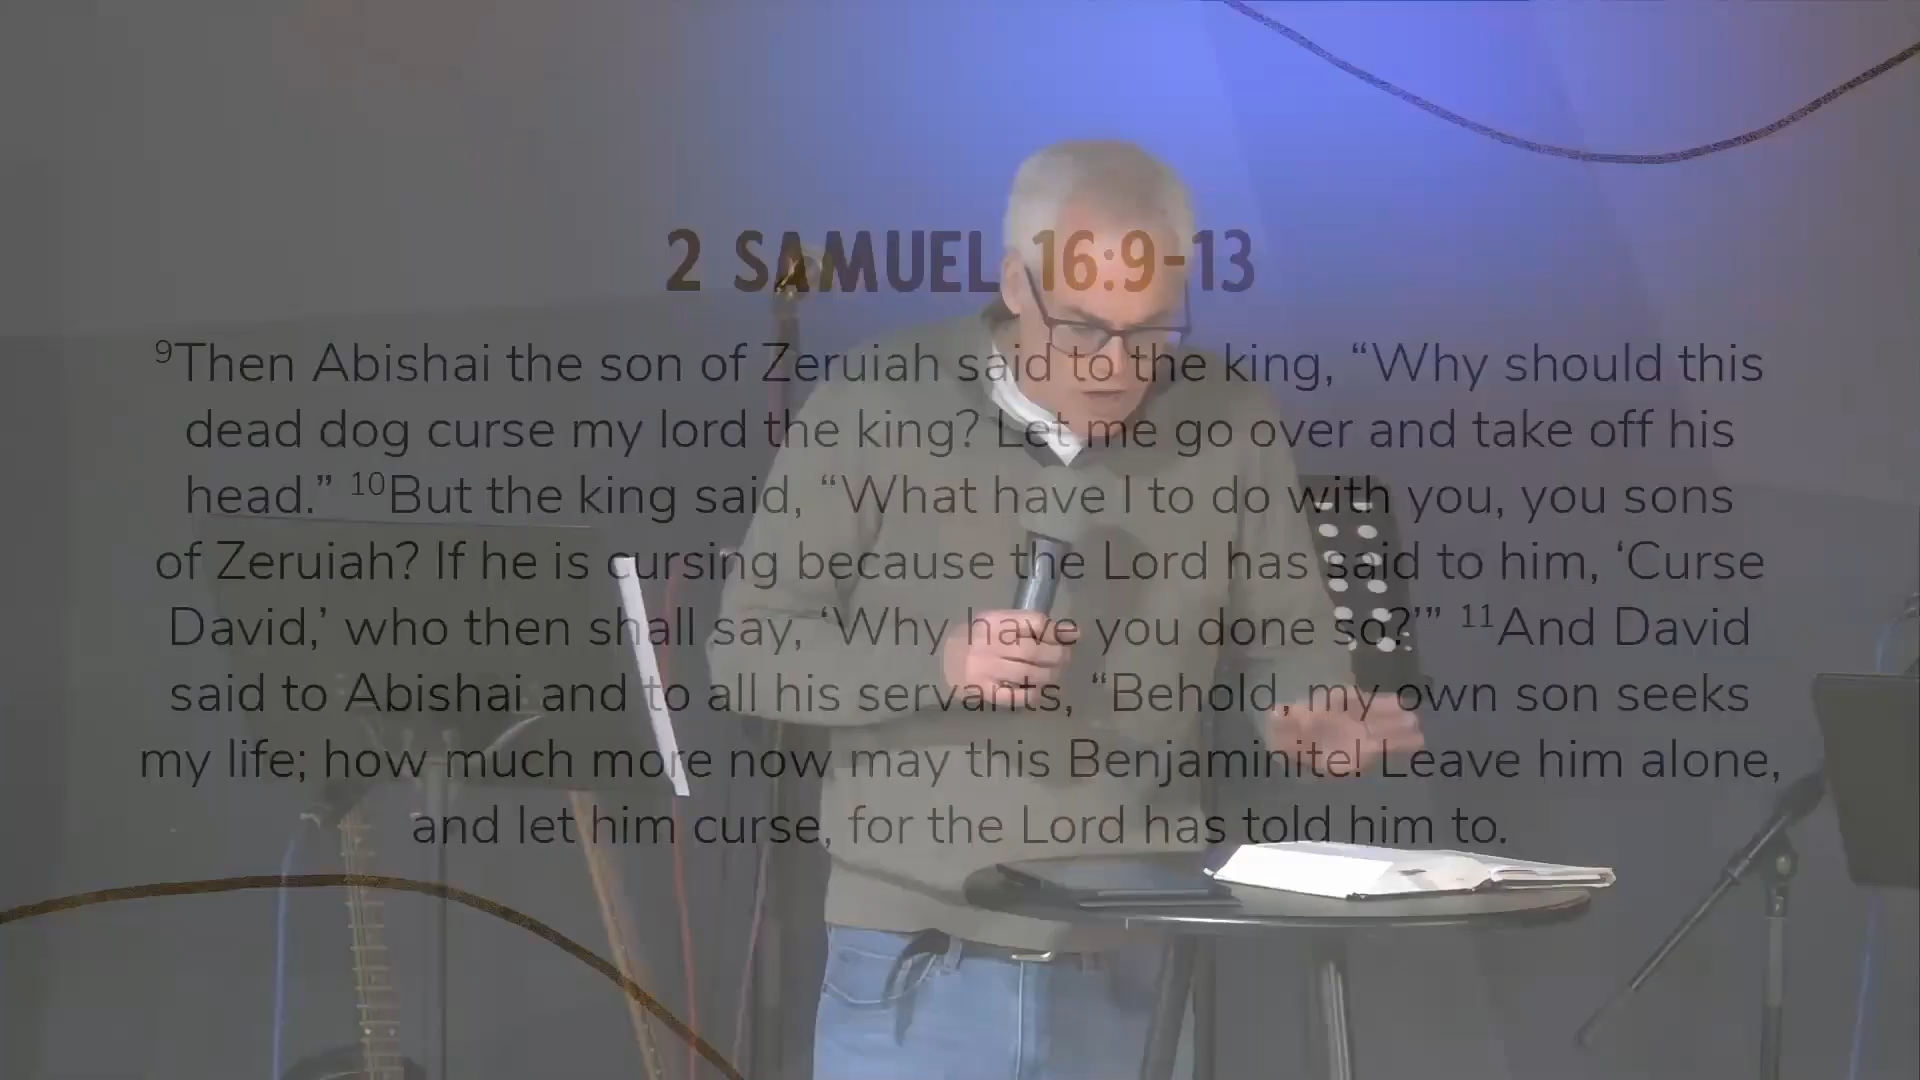 2 SAMUEL 16:9-13
⁹Then Abishai the son of Zeruiah said to the king, “Why should this
dead dog curse my lord the king? Let me go over and take off his
head.” ¹⁰But the king said, “What have I to do with you, you sons
of Zeruiah? If he is cursing because the Lord has said to him, ‘Curse
David,’ who then shall say, ‘Why have you done so?’” ¹¹And David
said to Abishai and to all his servants, “Behold, my own son seeks
my life; how much more now may this Benjaminite! Leave him alone,
and let him curse, for the Lord has told him to.